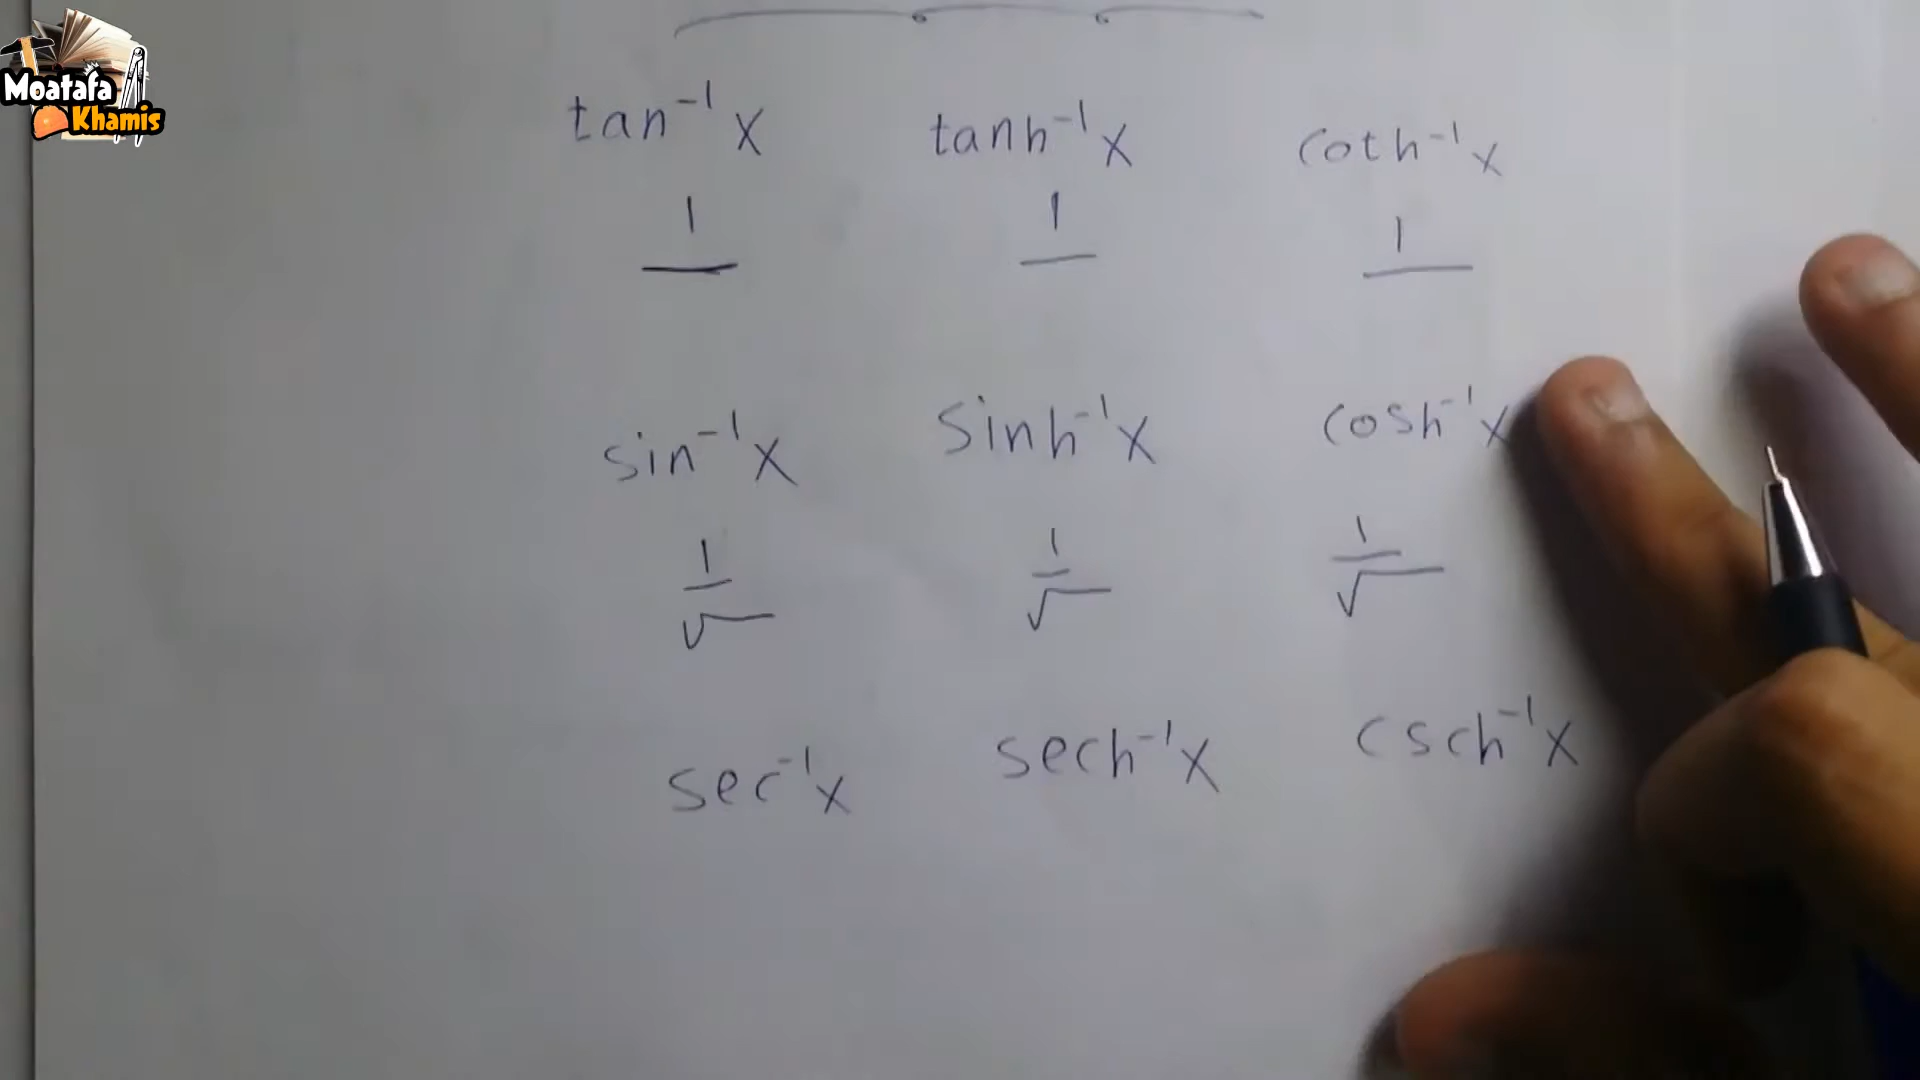 Moatafa
Khamis
tan⁻¹x tanh⁻¹x coth⁻¹x
1/ 1/ 1/
sin⁻¹x sinh⁻¹x cosh⁻¹x
1/√ 1/√ 1/√
sec⁻¹x sech⁻¹x csch⁻¹x